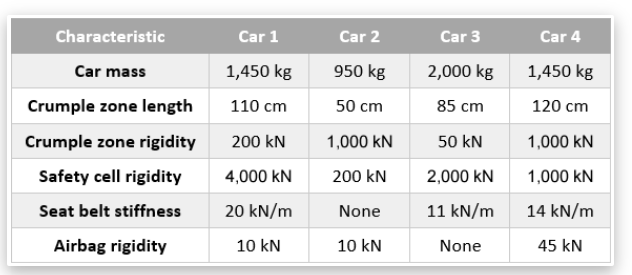 Characteristic Car 1 Car 2 Car 3 Car 4
Car mass 1,450 kg 950 kg 2,000 kg 1,450 kg
Crumple zone length 110 cm 50 cm 85 cm 120 cm
Crumple zone rigidity 200 kN 1,000 kN 50 kN 1,000 kN
Safety cell rigidity 4,000 kN 200 kN 2,000 kN 1,000 kN
Seat belt stiffness 20 kN/m None 11 kN/m 14 kN/m
Airbag rigidity 10 kN 10 kN None 45 kN